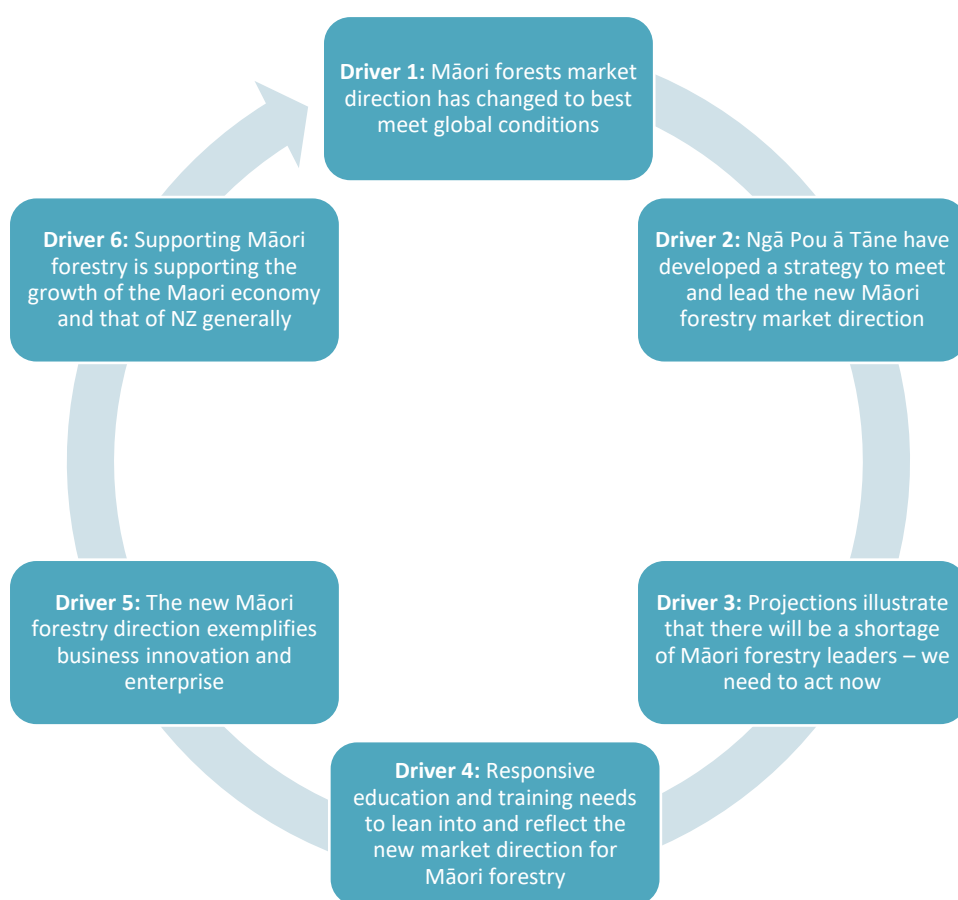 Driver 1: Māori forests market
direction has changed to best
meet global conditions
Driver 2: Ngā Pou ā Tāne have
developed a strategy to meet
and lead the new Māori
forestry market direction
Driver 3: Projections illustrate
that there will be a shortage
of Māori forestry leaders – we
need to act now
Driver 4: Responsive
education and training needs
to lean into and reflect the
new market direction for
Māori forestry
Driver 5: The new Māori
forestry direction exemplifies
business innovation and
enterprise
Driver 6: Supporting Māori
forestry is supporting the
growth of the Maori economy
and that of NZ generally